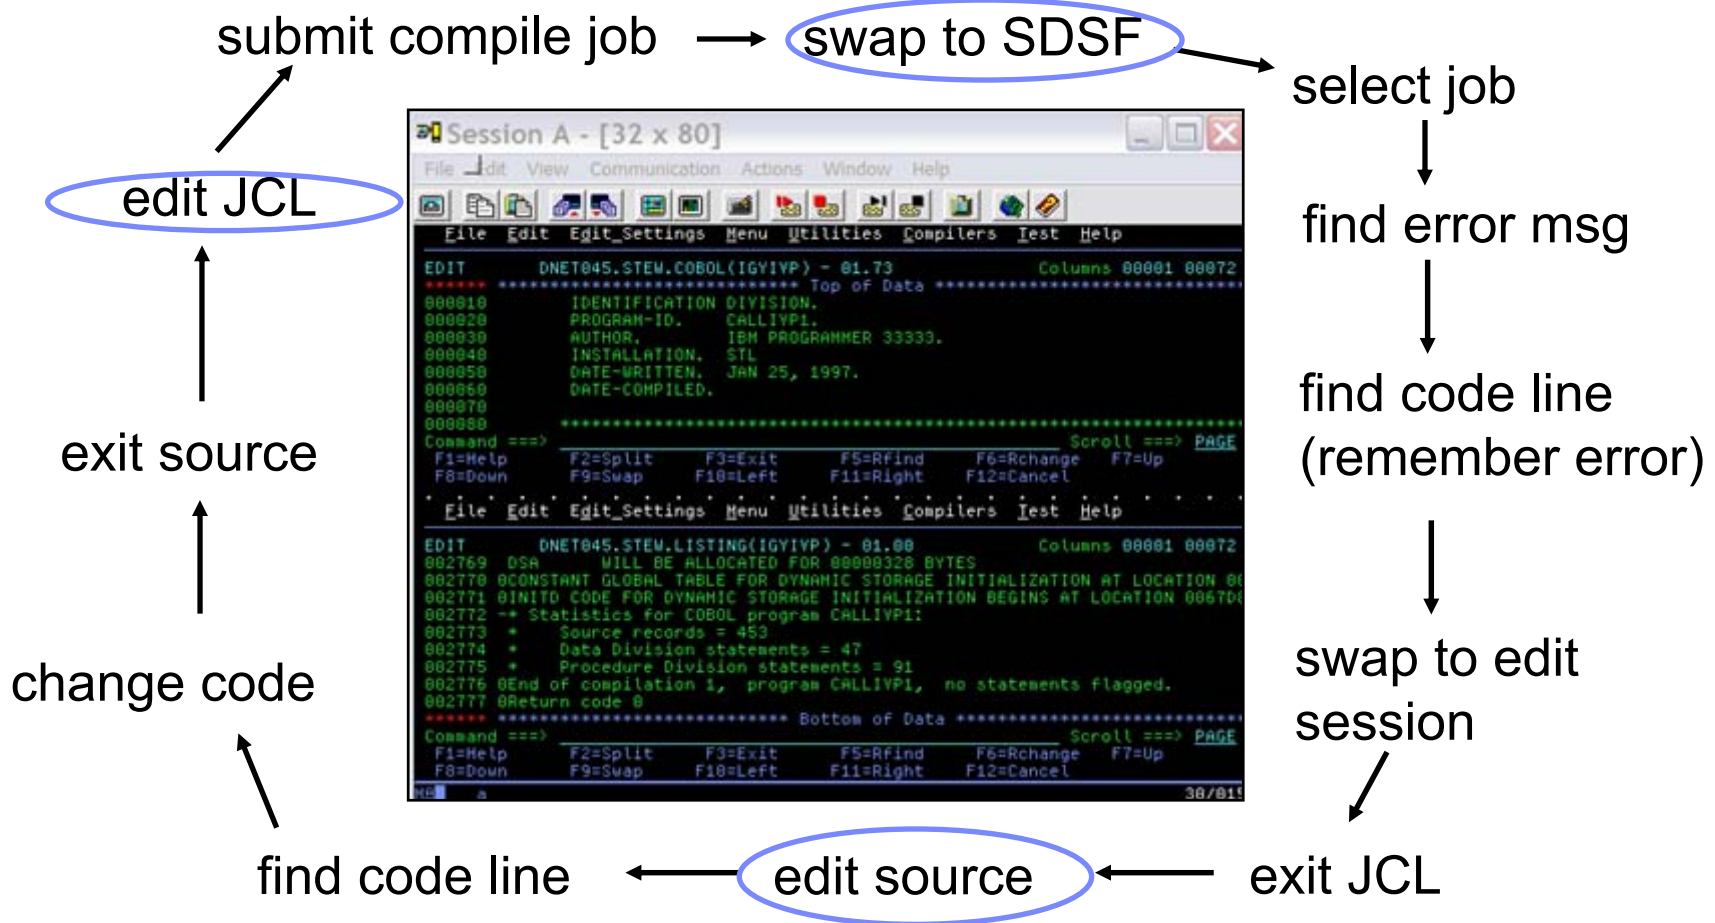 submit compile job
swap to SDSF
select job
find error msg
find code line
(remember error)
swap to edit
session
exit JCL
edit source
find code line
change code
exit source
edit JCL
Session A - [32 x 80]
File Edit View Communication Actions Window Help
File Edit Edit_Settings Menu Utilities Compilers Test Help
EDIT DNET045.STEW.COBOL(IGYIYP) - 01.73 Columns 00001 00072
****** **************************** Top of Data ****************************
000010 IDENTIFICATION DIVISION.
000020 PROGRAM-ID. CALLIYP1.
000030 AUTHOR. IBM PROGRAMMER 33333.
000040 INSTALLATION. STL
000050 DATE-WRITTEN. JAN 25, 1997.
000060 DATE-COMPILED.
000070
000080 ****************************************************************
Command ===> Scroll ===> PAGE
F1=Help F2=Split F3=Exit F5=Rfind F6=Rchange F7=Up
F8=Down F9=Swap F10=Left F11=Right F12=Cancel
File Edit Edit_Settings Menu Utilities Compilers Test Help
EDIT DNET045.STEW.LISTING(IGYIYP) - 01.00 Columns 00001 00072
002769 DSA WILL BE ALLOCATED FOR 00000328 BYTES
002770 0CONSTANT GLOBAL TABLE FOR DYNAMIC STORAGE INITIALIZATION AT LOCATION 00
002771 0INITD CODE FOR DYNAMIC STORAGE INITIALIZATION BEGINS AT LOCATION 0067D8
002772 -* Statistics for COBOL program CALLIYP1:
002773 * Source records = 453
002774 * Data Division statements = 47
002775 * Procedure Division statements = 91
002776 0End of compilation 1, program CALLIYP1, no statements flagged.
002777 0Return code 0
****** *************************** Bottom of Data ***************************
Command ===> Scroll ===> PAGE
F1=Help F2=Split F3=Exit F5=Rfind F6=Rchange F7=Up
F8=Down F9=Swap F10=Left F11=Right F12=Cancel
MA a